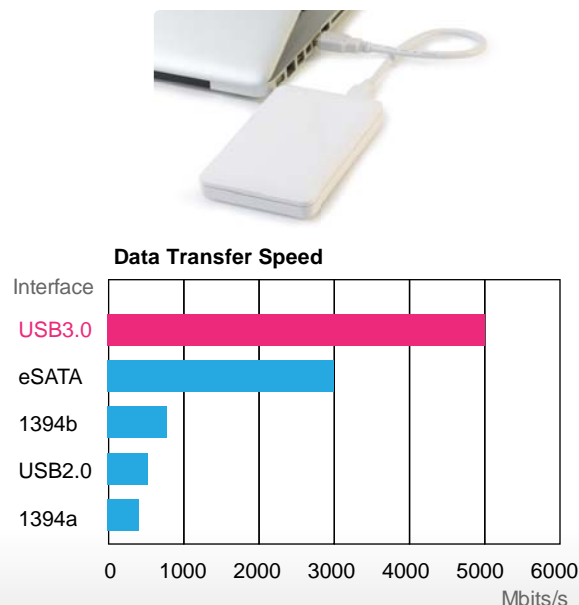 Data Transfer Speed
Interface
USB3.0
eSATA
1394b
USB2.0
1394a
0 1000 2000 3000 4000 5000 6000
Mbits/s